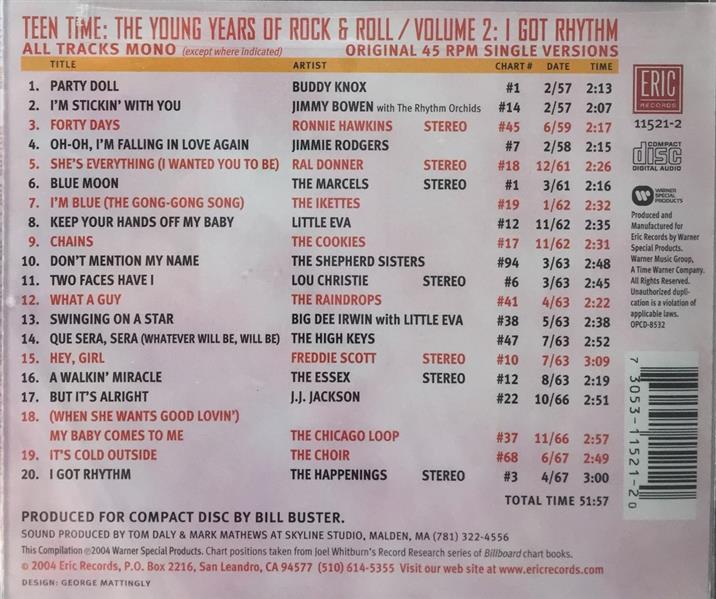 TEEN TIME: THE YOUNG YEARS OF ROCK & ROLL / VOLUME 2: I GOT RHYTHM
ALL TRACKS MONO (except where indicated) ORIGINAL 45 RPM SINGLE VERSIONS
TITLE ARTIST CHART # DATE TIME
1. PARTY DOLL BUDDY KNOX #1 2/57 2:13
2. I'M STICKIN' WITH YOU JIMMY BOWEN with The Rhythm Orchids #14 2/57 2:07
3. FORTY DAYS RONNIE HAWKINS STEREO #45 6/59 2:17
4. OH-OH, I'M FALLING IN LOVE AGAIN JIMMIE RODGERS #7 2/58 2:15
5. SHE'S EVERYTHING (I WANTED YOU TO BE) RAL DONNER STEREO #18 12/61 2:26
6. BLUE MOON THE MARCELS STEREO #1 3/61 2:16
7. I'M BLUE (THE GONG-GONG SONG) THE IKETTES #19 1/62 2:32
8. KEEP YOUR HANDS OFF MY BABY LITTLE EVA #12 11/62 2:35
9. CHAINS THE COOKIES #17 11/62 2:31
10. DON'T MENTION MY NAME THE SHEPHERD SISTERS #94 3/63 2:48
11. TWO FACES HAVE I LOU CHRISTIE STEREO #6 3/63 2:45
12. WHAT A GUY THE RAINDROPS #41 4/63 2:22
13. SWINGING ON A STAR BIG DEE IRWIN with LITTLE EVA #38 5/63 2:38
14. QUE SERA, SERA (WHATEVER WILL BE, WILL BE) THE HIGH KEYS #47 7/63 2:52
15. HEY, GIRL FREDDIE SCOTT STEREO #10 7/63 3:09
16. A WALKIN' MIRACLE THE ESSEX STEREO #12 8/63 2:19
17. BUT IT'S ALRIGHT J.J. JACKSON #22 10/66 2:51
18. (WHEN SHE WANTS GOOD LOVIN')
MY BABY COMES TO ME THE CHICAGO LOOP #37 11/66 2:57
19. IT'S COLD OUTSIDE THE CHOIR #68 6/67 2:49
20. I GOT RHYTHM THE HAPPENINGS STEREO #3 4/67 3:00
TOTAL TIME 51:57
PRODUCED FOR COMPACT DISC BY BILL BUSTER.
SOUND PRODUCED BY TOM DALY & MARK MATHEWS AT SKYLINE STUDIO, MALDEN, MA (781) 322-4556
This Compilation ℗2004 Warner Special Products. Chart positions taken from Joel Whitburn's Record Research series of Billboard chart books.
© 2004 Eric Records, P.O. Box 2216, San Leandro, CA 94577 (510) 614-5355 Visit our web site at www.ericrecords.com
DESIGN: GEORGE MATTINGLY
ERIC
RECORDS
11521-2
COMPACT
disc
DIGITAL AUDIO
WARNER
SPECIAL
PRODUCTS
Produced and
Manufactured for
Eric Records by Warner
Special Products.
Warner Music Group,
A Time Warner Company.
All Rights Reserved.
Unauthorized dupli-
cation is a violation of
applicable laws.
OPCD-8532
7 3053-11521-2 0